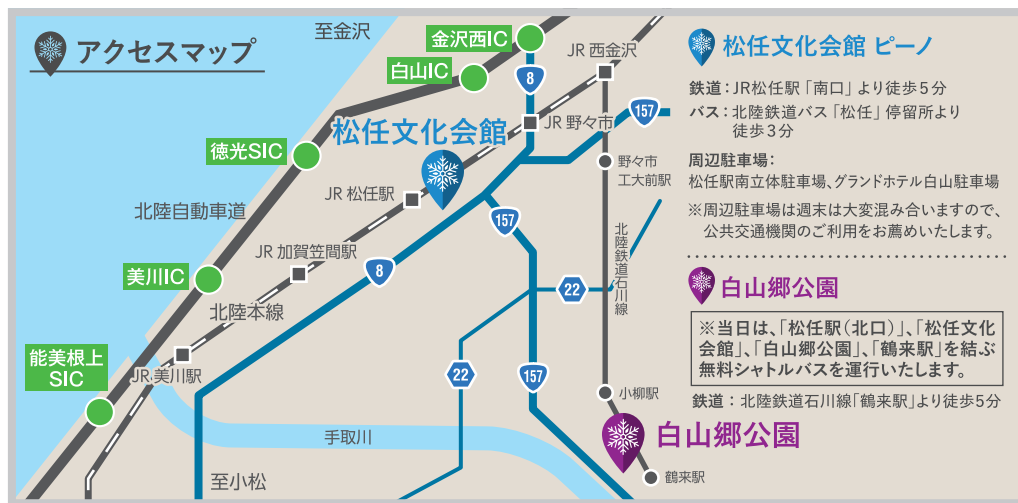 アクセスマップ
至金沢
金沢西IC
白山IC
8
JR 西金沢
157
JR 野々市
松任文化会館
徳光SIC
野々市
工大前駅
JR 松任駅
北陸自動車道
157
北陸鉄道石川線
JR 加賀笠間駅
8
美川IC
22
北陸本線
能美根上
SIC
JR 美川駅
22
157
小柳駅
手取川
白山郷公園
至小松
鶴来駅
松任文化会館 ピーノ
鉄道：JR松任駅「南口」より徒歩5分
バス：北陸鉄道バス「松任」停留所より
徒歩3分
周辺駐車場：
松任駅南立体駐車場、グランドホテル白山駐車場
※周辺駐車場は週末は大変混み合いますので、
公共交通機関のご利用をお薦めいたします。
白山郷公園
※当日は、「松任駅（北口）」、「松任文化
会館」、「白山郷公園」、「鶴来駅」を結ぶ
無料シャトルバスを運行いたします。
鉄道：北陸鉄道石川線「鶴来駅」より徒歩5分